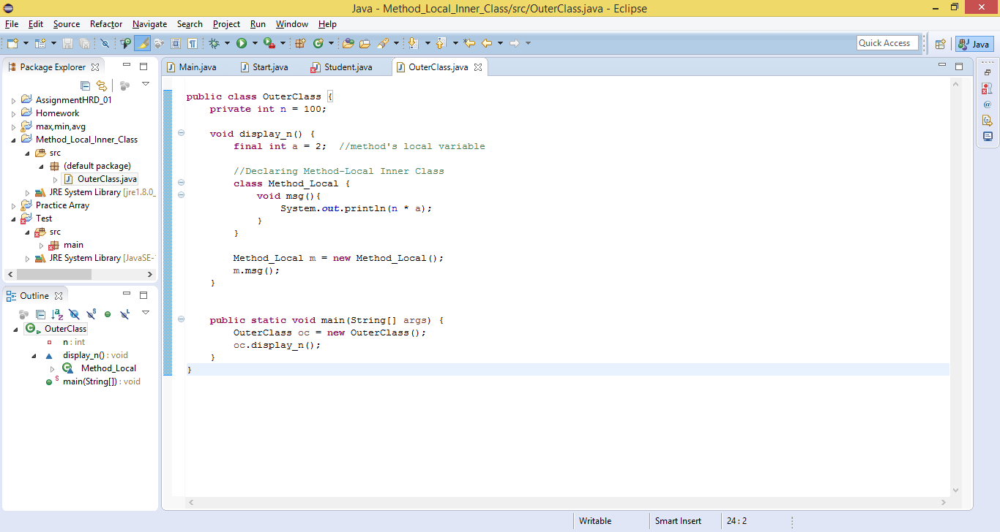 Java - Method_Local_Inner_Class/src/OuterClass.java - Eclipse
File Edit Source Refactor Navigate Search Project Run Window Help
Quick Access
Java
Package Explorer
AssignmentHRD_01
Homework
max,min,avg
Method_Local_Inner_Class
src
(default package)
OuterClass.java
JRE System Library [jre1.8.0_
Practice Array
Test
src
main
JRE System Library [JavaSE-
Outline
OuterClass
n : int
display_n() : void
Method_Local
main(String[]) : void
Main.java Start.java Student.java OuterClass.java
public class OuterClass {
private int n = 100;
void display_n() {
final int a = 2; //method's local variable
//Declaring Method-Local Inner Class
class Method_Local {
void msg(){
System.out.println(n * a);
}
}
Method_Local m = new Method_Local();
m.msg();
}
public static void main(String[] args) {
OuterClass oc = new OuterClass();
oc.display_n();
}
}
Writable Smart Insert 24 : 2